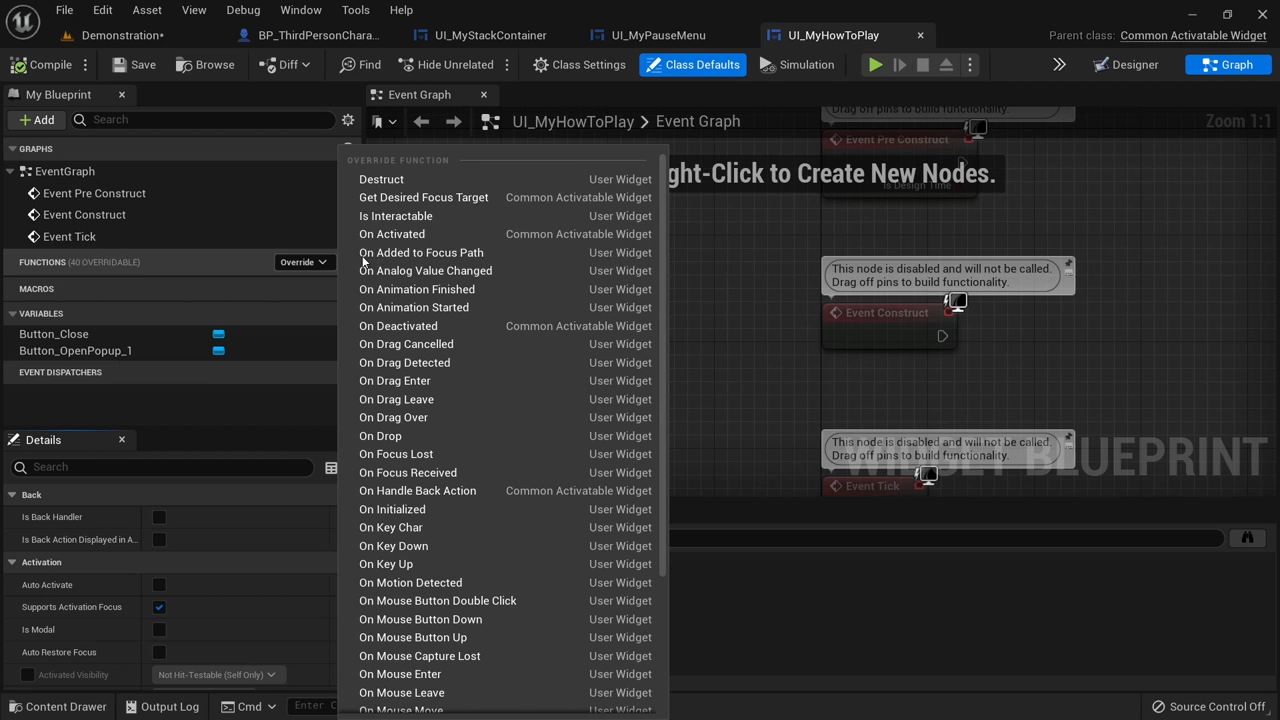 File Edit Asset View Debug Window Tools Help
Demonstration* BP_ThirdPersonChara... UI_MyStackContainer UI_MyPauseMenu UI_MyHowToPlay Parent class: Common Activatable Widget
Compile Save Browse Diff Find Hide Unrelated Class Settings Class Defaults Simulation Designer Graph
My Blueprint Event Graph
Add Search UI_MyHowToPlay Event Graph Zoom 1:1
Drag off pins to build functionality.
GRAPHS
EventGraph
Event Pre Construct
Event Construct
Event Tick
FUNCTIONS (40 OVERRIDABLE) Override
MACROS
VARIABLES
Button_Close
Button_OpenPopup_1
EVENT DISPATCHERS
OVERRIDE FUNCTION
Destruct User Widget
Get Desired Focus Target Common Activatable Widget
Is Interactable User Widget
On Activated Common Activatable Widget
On Added to Focus Path User Widget
On Analog Value Changed User Widget
On Animation Finished User Widget
On Animation Started User Widget
On Deactivated Common Activatable Widget
On Drag Cancelled User Widget
On Drag Detected User Widget
On Drag Enter User Widget
On Drag Leave User Widget
On Drag Over User Widget
On Drop User Widget
On Focus Lost User Widget
On Focus Received User Widget
On Handle Back Action Common Activatable Widget
On Initialized User Widget
On Key Char User Widget
On Key Down User Widget
On Key Up User Widget
On Motion Detected User Widget
On Mouse Button Double Click User Widget
On Mouse Button Down User Widget
On Mouse Button Up User Widget
On Mouse Capture Lost User Widget
On Mouse Enter User Widget
On Mouse Leave User Widget
On Mouse Move User Widget
Event Pre Construct
ght-Click to Create New Nodes.
Is Design Time
This node is disabled and will not be called.
Drag off pins to build functionality.
Event Construct
This node is disabled and will not be called.
Drag off pins to build functionality.
WIDGET BLUEPRINT
Event Tick
Details
Search
Back
Is Back Handler
Is Back Action Displayed in A...
Activation
Auto Activate
Supports Activation Focus
Is Modal
Auto Restore Focus
Activated Visibility Not Hit-Testable (Self Only)
Content Drawer Output Log Cmd Enter C Source Control Off